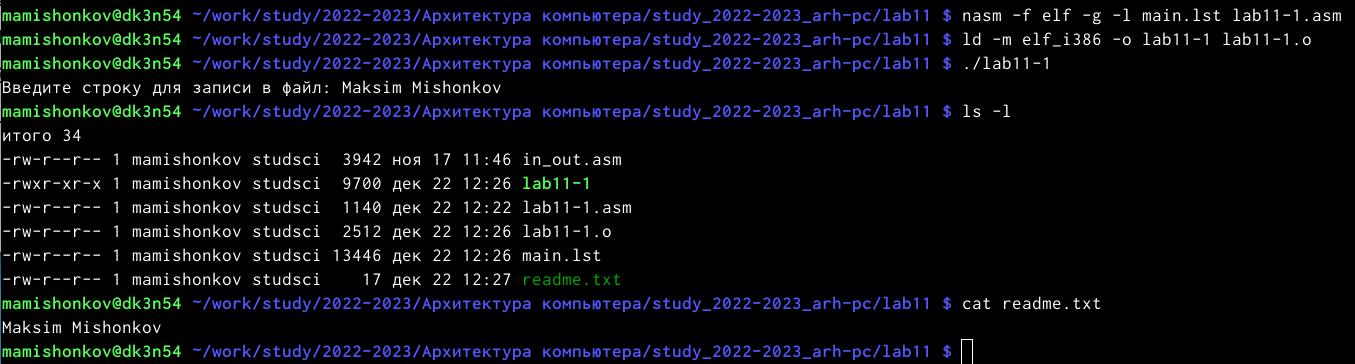 mamishonkov@dk3n54 ~/work/study/2022-2023/Архитектура компьютера/study_2022-2023_arh-pc/lab11 $ nasm -f elf -g -l main.lst lab11-1.asm
mamishonkov@dk3n54 ~/work/study/2022-2023/Архитектура компьютера/study_2022-2023_arh-pc/lab11 $ ld -m elf_i386 -o lab11-1 lab11-1.o
mamishonkov@dk3n54 ~/work/study/2022-2023/Архитектура компьютера/study_2022-2023_arh-pc/lab11 $ ./lab11-1
Введите строку для записи в файл: Maksim Mishonkov
mamishonkov@dk3n54 ~/work/study/2022-2023/Архитектура компьютера/study_2022-2023_arh-pc/lab11 $ ls -l
итого 34
-rw-r--r-- 1 mamishonkov studsci  3942 ноя 17 11:46 in_out.asm
-rwxr-xr-x 1 mamishonkov studsci  9700 дек 22 12:26 lab11-1
-rw-r--r-- 1 mamishonkov studsci  1140 дек 22 12:22 lab11-1.asm
-rw-r--r-- 1 mamishonkov studsci  2512 дек 22 12:26 lab11-1.o
-rw-r--r-- 1 mamishonkov studsci 13446 дек 22 12:26 main.lst
-rw-r--r-- 1 mamishonkov studsci    17 дек 22 12:27 readme.txt
mamishonkov@dk3n54 ~/work/study/2022-2023/Архитектура компьютера/study_2022-2023_arh-pc/lab11 $ cat readme.txt
Maksim Mishonkov
mamishonkov@dk3n54 ~/work/study/2022-2023/Архитектура компьютера/study_2022-2023_arh-pc/lab11 $